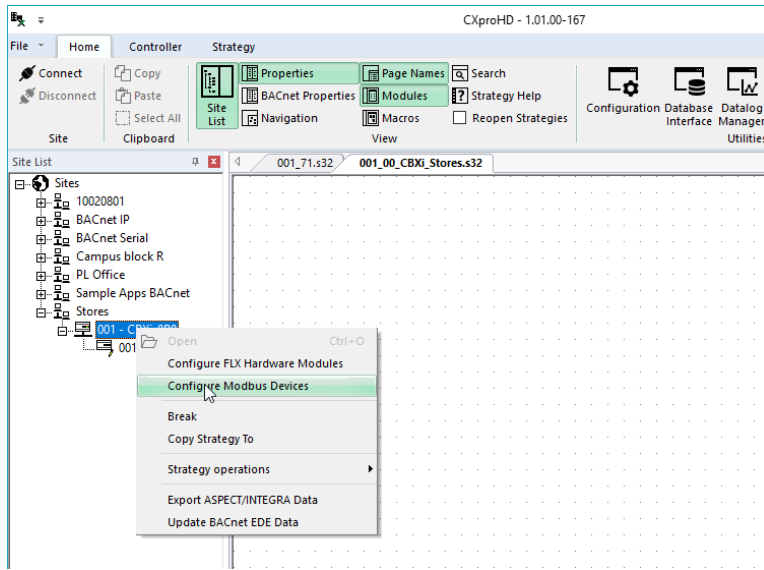 CXproHD - 1.01.00-167
File Home Controller Strategy
Connect
Disconnect
Site
Copy
Paste
Select All
Clipboard
Site
List
Properties
BACnet Properties
Navigation
Page Names
Modules
Macros
Search
Strategy Help
Reopen Strategies
View
Configuration
Database
Interface
Datalog
Manager
Utilities
Site List
001_71.s32
001_00_CBXi_Stores.s32
Sites
10020801
BACnet IP
BACnet Serial
Campus block R
PL Office
Sample Apps BACnet
Stores
001 -
001
Open Ctrl+O
Configure FLX Hardware Modules
Configure Modbus Devices
Break
Copy Strategy To
Strategy operations
Export ASPECT/INTEGRA Data
Update BACnet EDE Data